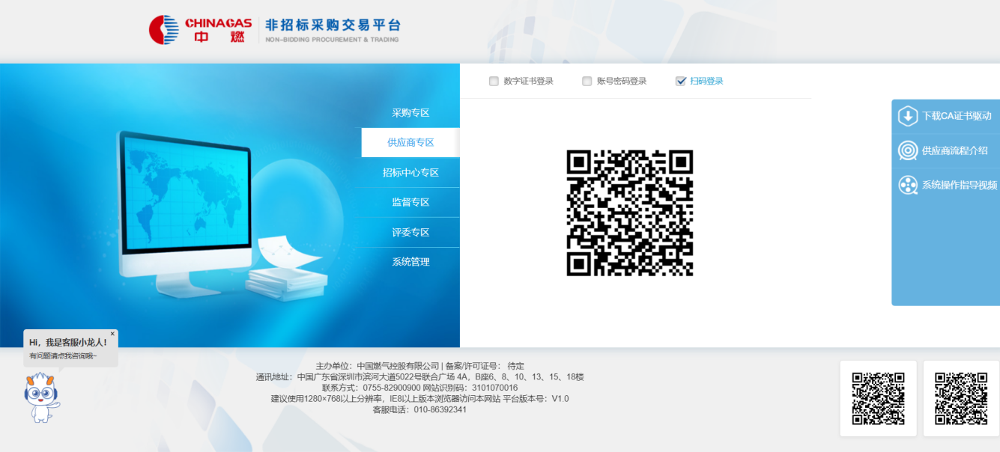 CHINAGAS
中 燃
非招标采购交易平台
NON-BIDDING PROCUREMENT & TRADING
数字证书登录
账号密码登录
扫码登录
采购专区
供应商专区
招标中心专区
监督专区
评委专区
系统管理
下载CA证书驱动
供应商流程介绍
系统操作指导视频
×
Hi，我是客服小龙人!
有问题请点我咨询哦~
主办单位：中国燃气控股有限公司 | 备案/许可证号： 待定
通讯地址：中国广东省深圳市滨河大道5022号联合广场 4A，B座6、8、10、13、15、18楼
联系方式：0755-82900900 网站识别码：3101070016
建议使用1280×768以上分辨率，IE8以上版本浏览器访问本网站 平台版本号：V1.0
客服电话：010-86392341